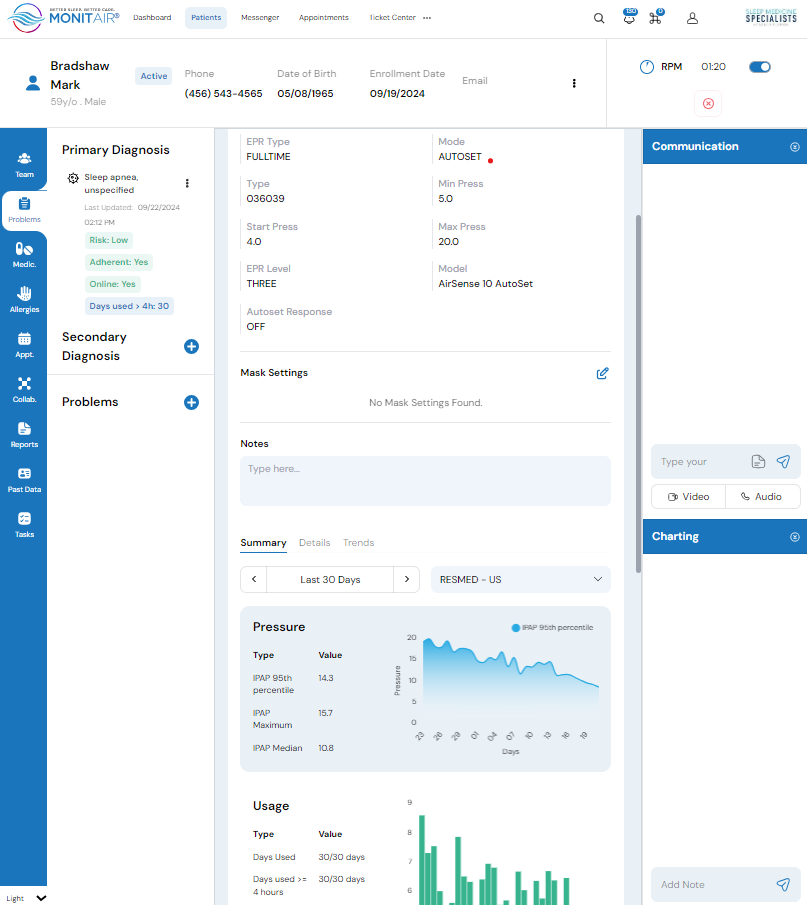 BETTER SLEEP. BETTER CARE.
MONITAIR®
Dashboard
Patients
Messenger
Appointments
Ticket Center
130
0
SLEEP MEDICINE
SPECIALISTS
Bradshaw
Mark
59y/o . Male
Active
Phone
(456) 543-4565
Date of Birth
05/08/1965
Enrollment Date
09/19/2024
Email
RPM
01:20
Team
Problems
Medic.
Allergies
Appt.
Collab.
Reports
Past Data
Tasks
Light
Primary Diagnosis
Sleep apnea,
unspecified
Last Updated: 09/22/2024
02:12 PM
Risk: Low
Adherent: Yes
Online: Yes
Days used > 4h: 30
Secondary
Diagnosis
Problems
EPR Type
FULLTIME
Mode
AUTOSET
Type
036039
Min Press
5.0
Start Press
4.0
Max Press
20.0
EPR Level
THREE
Model
AirSense 10 AutoSet
Autoset Response
OFF
Mask Settings
No Mask Settings Found.
Notes
Type here...
Summary
Details
Trends
Last 30 Days
RESMED - US
Pressure
Type Value
IPAP 95th
percentile
14.3
IPAP
Maximum
15.7
IPAP Median 10.8
IPAP 95th percentile
Pressure
20
15
10
5
0
23 26 29 01 04 07 10 13 16 19
Days
Usage
Type Value
Days Used 30/30 days
Days used >=
4 hours
30/30 days
9
8
7
6
Communication
Type your
Video
Audio
Charting
Add Note